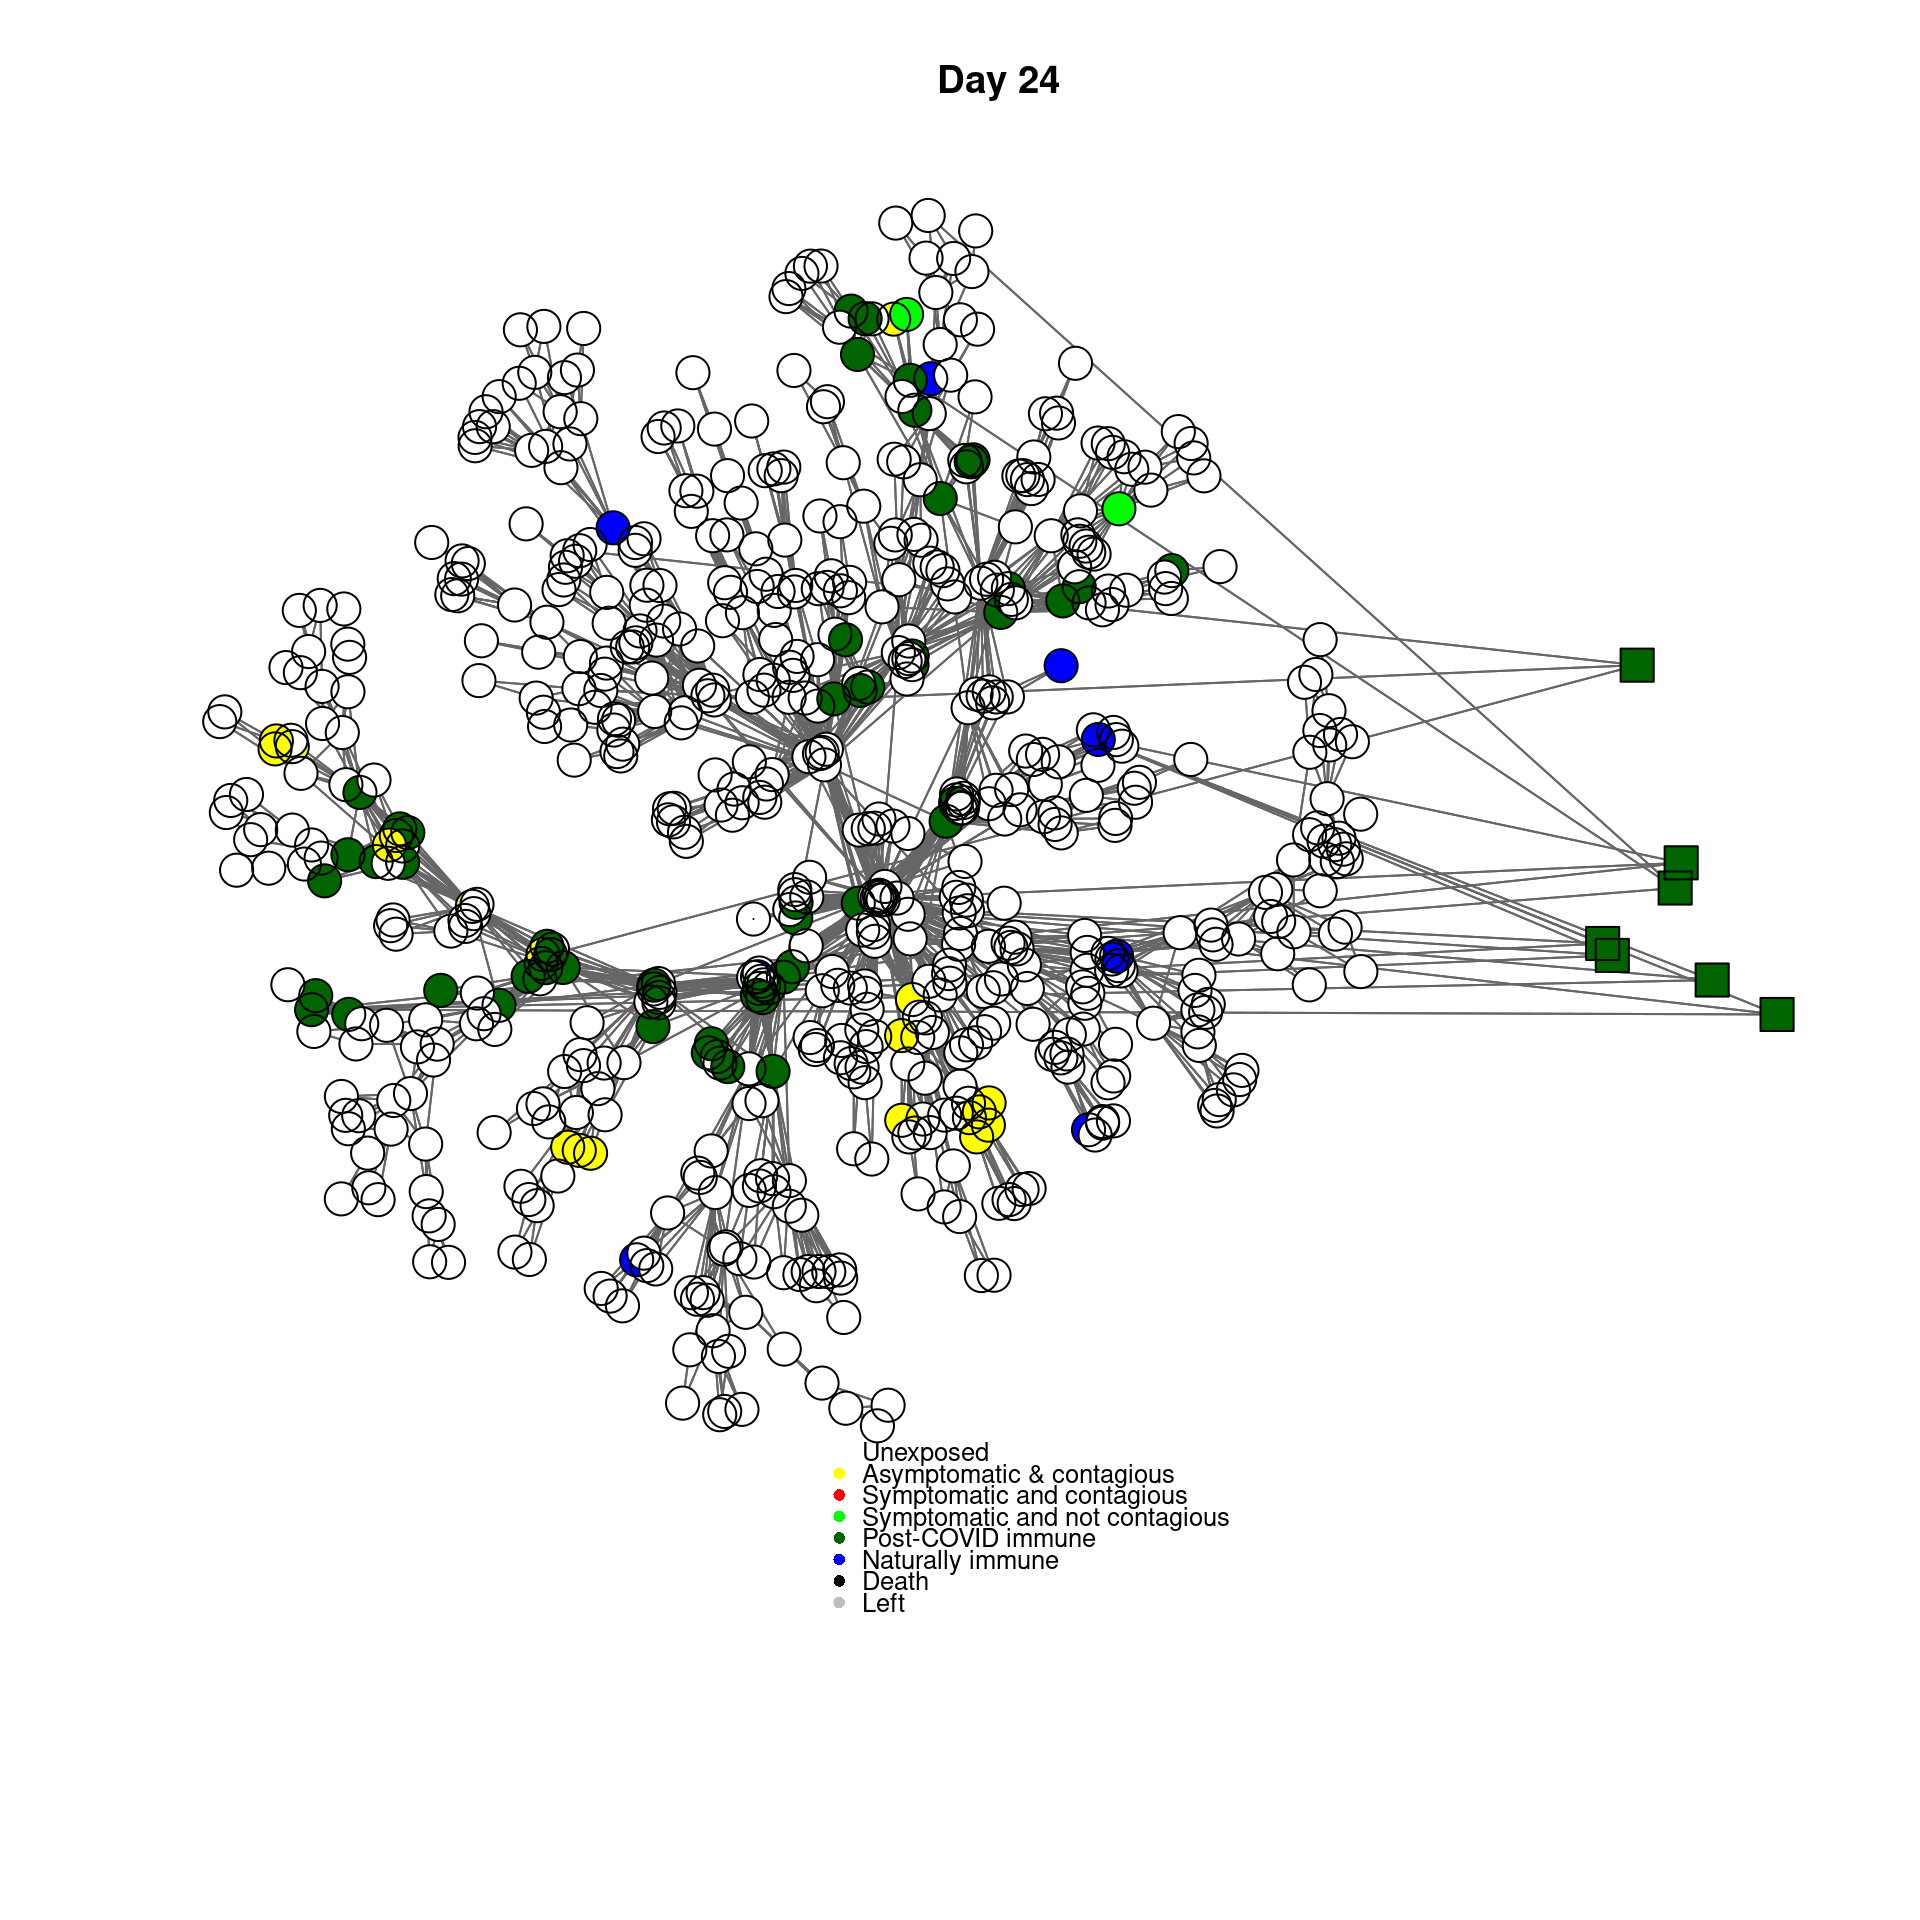 Day 24
Unexposed
Asymptomatic & contagious
Symptomatic and contagious
Symptomatic and not contagious
Post-COVID immune
Naturally immune
Death
Left